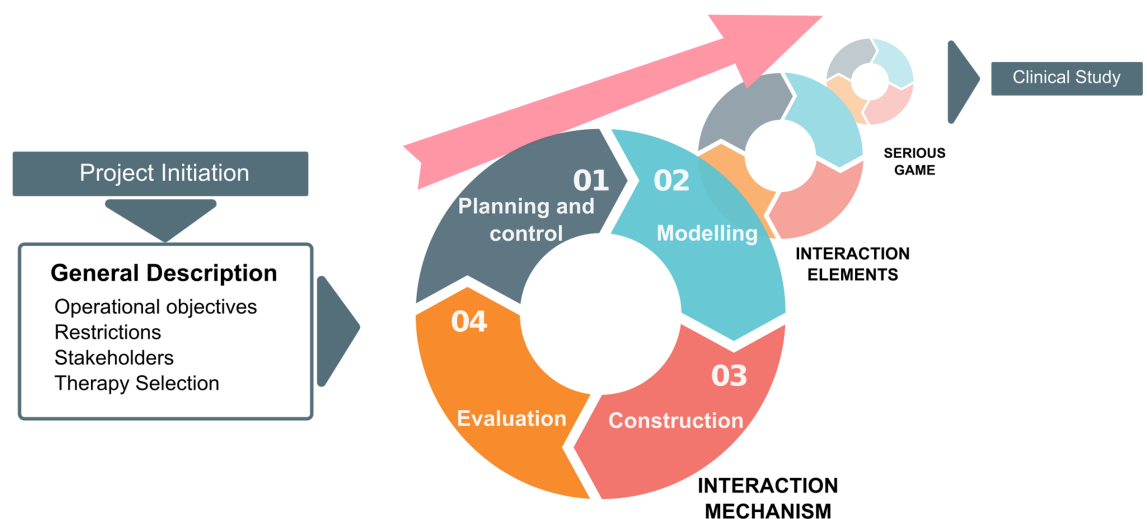 Project Initiation
General Description
Operational objectives
Restrictions
Stakeholders
Therapy Selection
01
Planning and
control
02
Modelling
03
Construction
04
Evaluation
INTERACTION
MECHANISM
INTERACTION
ELEMENTS
SERIOUS
GAME
Clinical Study